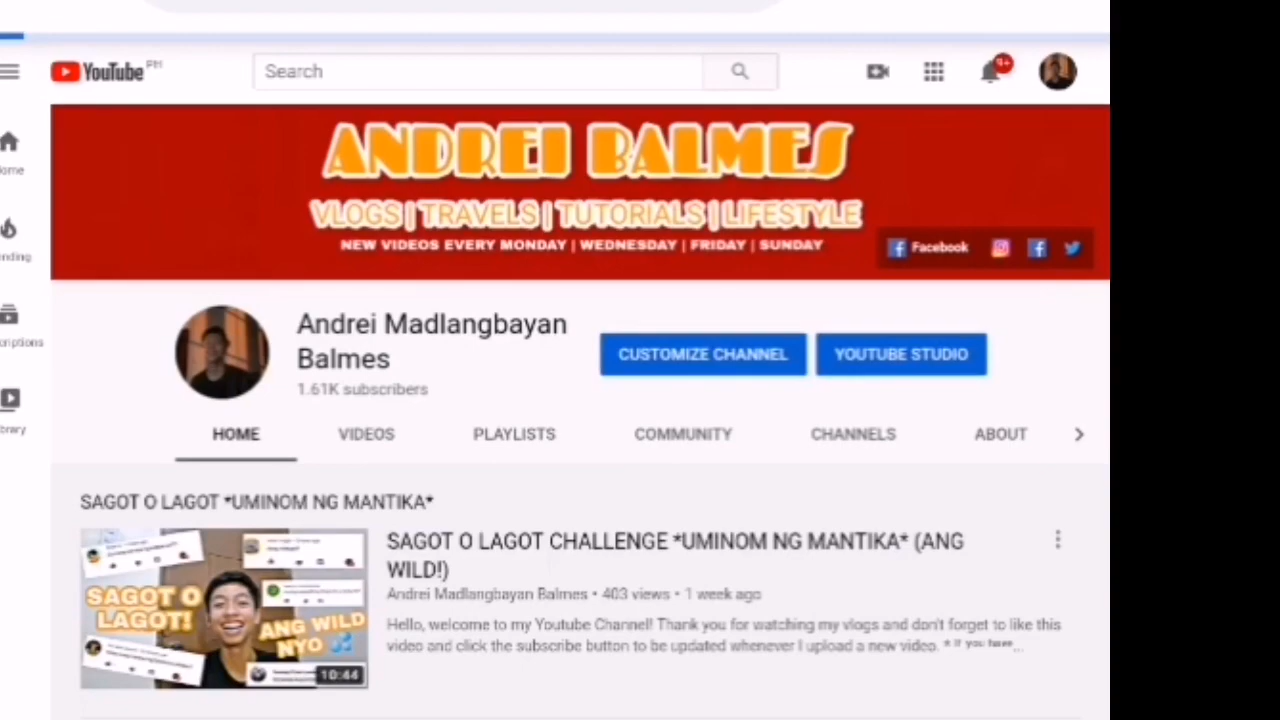 YouTube PH
Search
9+
ANDREI BALMES
VLOGS | TRAVELS | TUTORIALS | LIFESTYLE
NEW VIDEOS EVERY MONDAY | WEDNESDAY | FRIDAY | SUNDAY
Facebook
Andrei Madlangbayan
Balmes
1.61K subscribers
CUSTOMIZE CHANNEL
YOUTUBE STUDIO
HOME
VIDEOS
PLAYLISTS
COMMUNITY
CHANNELS
ABOUT
SAGOT O LAGOT *UMINOM NG MANTIKA*
SAGOT O
LAGOT!
ANG WILD
NYO
10:44
SAGOT O LAGOT CHALLENGE *UMINOM NG MANTIKA* (ANG
WILD!)
Andrei Madlangbayan Balmes • 403 views • 1 week ago
Hello, welcome to my Youtube Channel! Thank you for watching my vlogs and don't forget to like this
video and click the subscribe button to be updated whenever I upload a new video. * If you have...